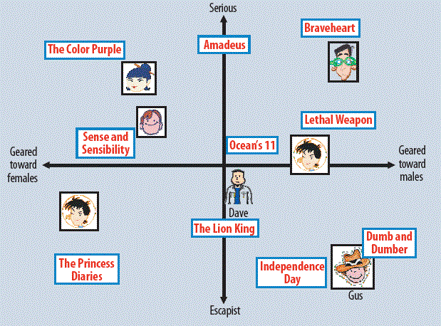 Serious
Braveheart
Amadeus
The Color Purple
Lethal Weapon
Sense and
Sensibility
Ocean's 11
Geared
toward
females
Geared
toward
males
Dave
The Lion King
Dumb and
Dumber
The Princess
Diaries
Independence
Day
Gus
Escapist